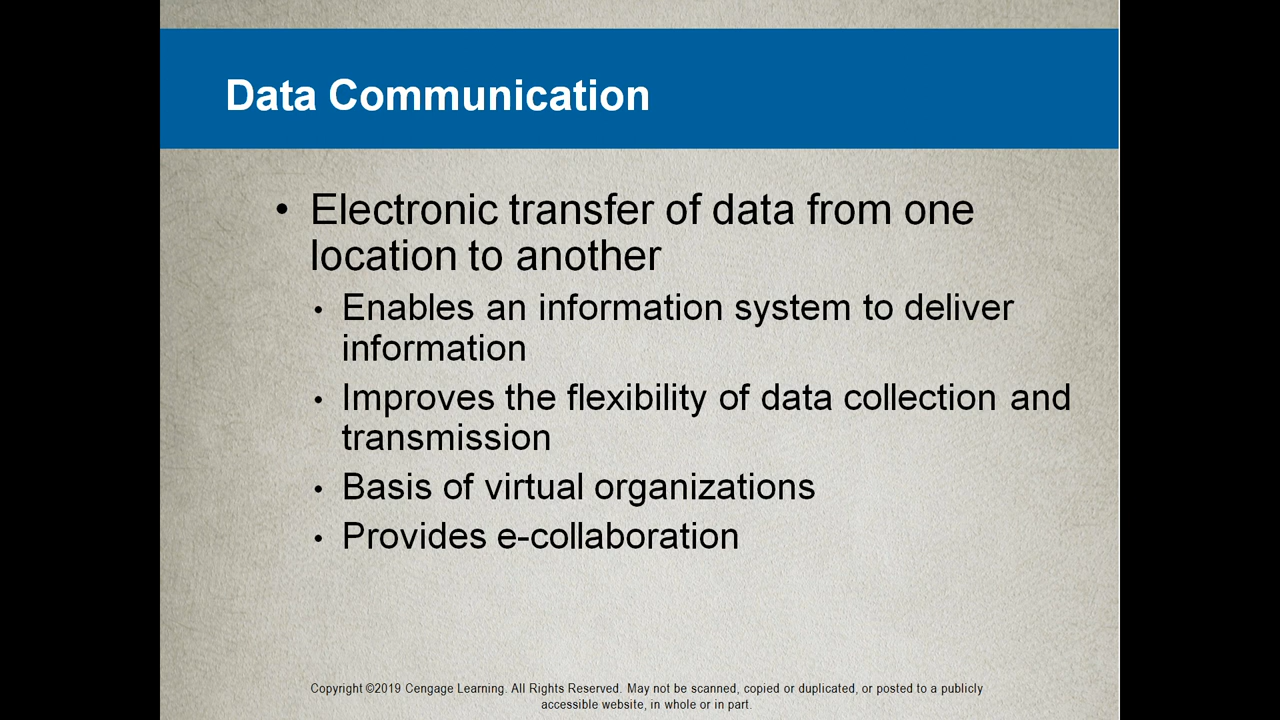 Data Communication
• Electronic transfer of data from one
location to another
• Enables an information system to deliver
information
• Improves the flexibility of data collection and
transmission
• Basis of virtual organizations
• Provides e-collaboration
Copyright ©2019 Cengage Learning. All Rights Reserved. May not be scanned, copied or duplicated, or posted to a publicly
accessible website, in whole or in part.